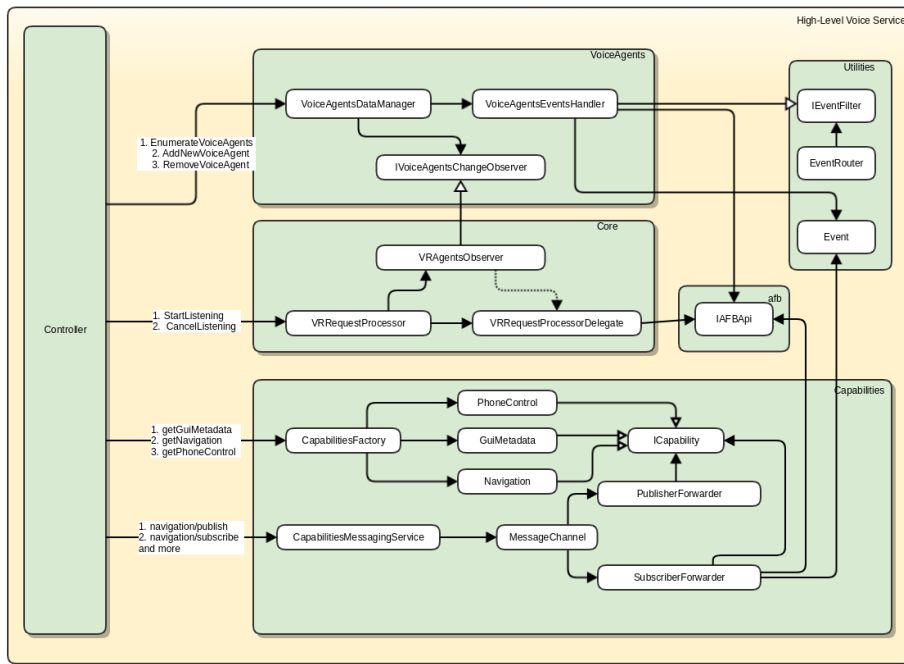 High-Level Voice Service
VoiceAgents
Utilities
VoiceAgentsDataManager
VoiceAgentsEventsHandler
IEventFilter
1. EnumerateVoiceAgents
2. AddNewVoiceAgent
3. RemoveVoiceAgent
IVoiceAgentsChangeObserver
EventRouter
Core
Event
VRAgentsObserver
afb
Controller
1. StartListening
2. CancelListening
VRRequestProcessor
VRRequestProcessorDelegate
IAFBApi
Capabilities
PhoneControl
1. getGuiMetadata
2. getNavigation
3. getPhoneControl
CapabilitiesFactory
GuiMetadata
ICapability
Navigation
PublisherForwarder
1. navigation/publish
2. navigation/subscribe
and more
CapabilitiesMessagingService
MessageChannel
SubscriberForwarder